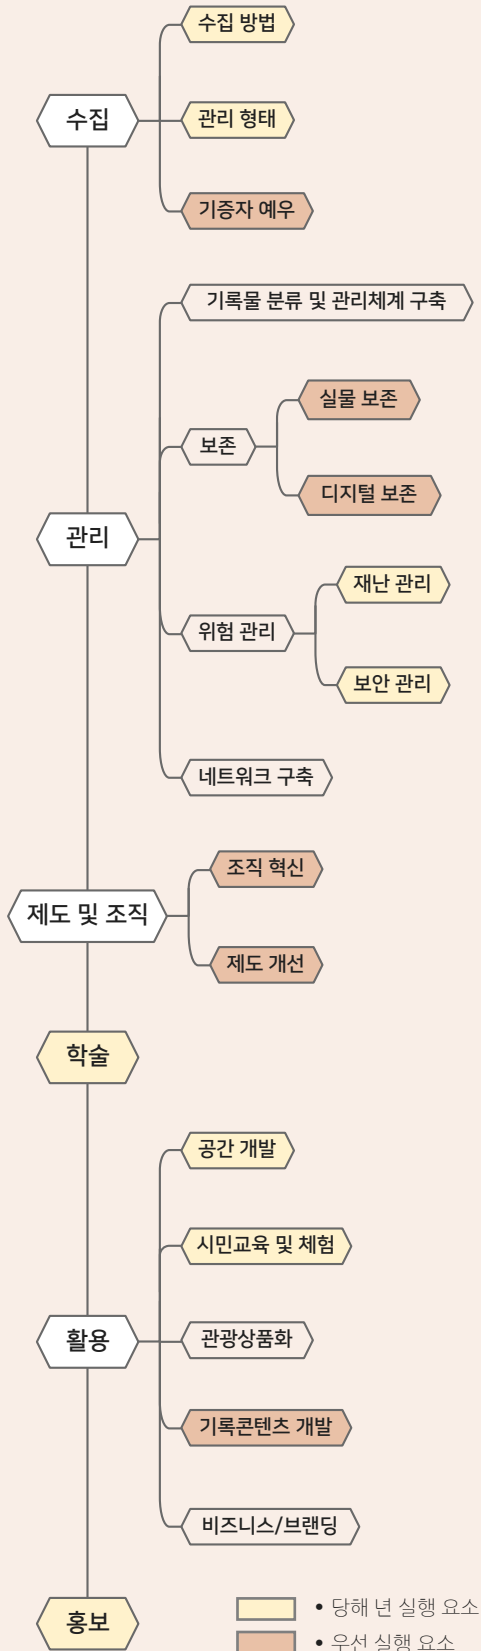 수집
수집 방법
관리 형태
기증자 예우
관리
기록물 분류 및 관리체계 구축
보존
실물 보존
디지털 보존
위험 관리
재난 관리
보안 관리
네트워크 구축
제도 및 조직
조직 혁신
제도 개선
학술
활용
공간 개발
시민교육 및 체험
관광상품화
기록콘텐츠 개발
비즈니스/브랜딩
홍보
• 당해 년 실행 요소
• 우선 실행 요소